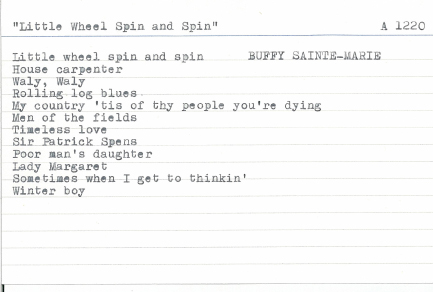 "Little Wheel Spin and Spin" A 1220
Little wheel spin and spin BUFFY SAINTE-MARIE
House carpenter
Waly, Waly
Rolling log blues
My country 'tis of thy people you're dying
Men of the fields
Timeless love
Sir Patrick Spens
Poor man's daughter
Lady Margaret
Sometimes when I get to thinkin'
Winter boy